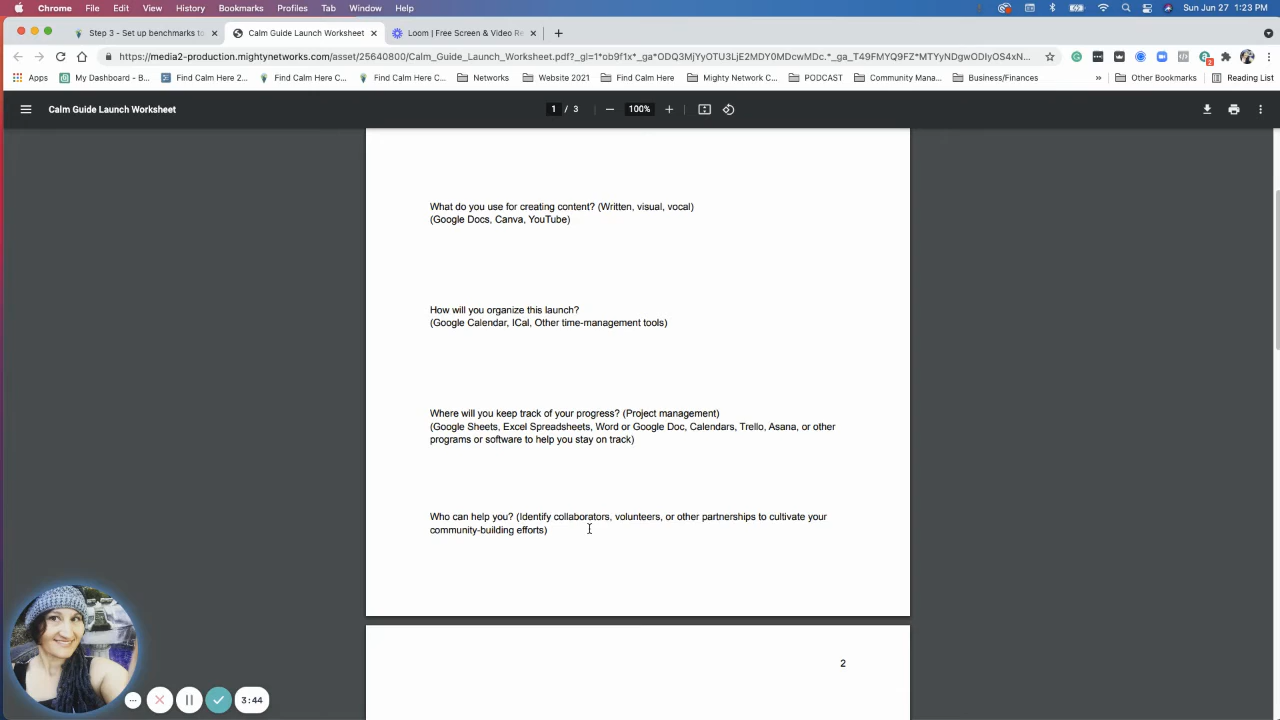 Chrome File Edit View History Bookmarks Profiles Tab Window Help Sun Jun 27 1:23 PM
Step 3 - Set up benchmarks to Calm Guide Launch Worksheet Loom | Free Screen & Video Re
Apps My Dashboard - B... Find Calm Here 2... Find Calm Here C... Find Calm Here C... Networks Website 2021 Find Calm Here Mighty Network C... PODCAST Community Mana... Business/Finances » Other Bookmarks Reading List
Calm Guide Launch Worksheet 1 / 3 100%
What do you use for creating content? (Written, visual, vocal)
(Google Docs, Canva, YouTube)
How will you organize this launch?
(Google Calendar, ICal, Other time-management tools)
Where will you keep track of your progress? (Project management)
(Google Sheets, Excel Spreadsheets, Word or Google Doc, Calendars, Trello, Asana, or other
programs or software to help you stay on track)
Who can help you? (Identify collaborators, volunteers, or other partnerships to cultivate your
community-building efforts)
2
3:44